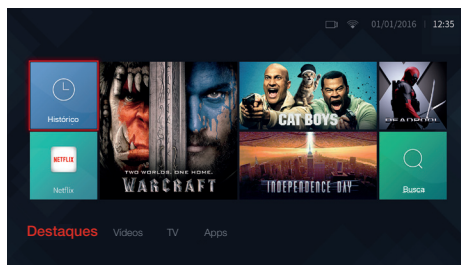 01/01/2016 | 12:35
Histórico
CAT BOYS
DEADPOOL
NETFLIX
Netflix
TWO WORLDS. ONE HOME.
WARCRAFT
INDEPENDENCE DAY
Busca
Destaques Vídeos TV Apps